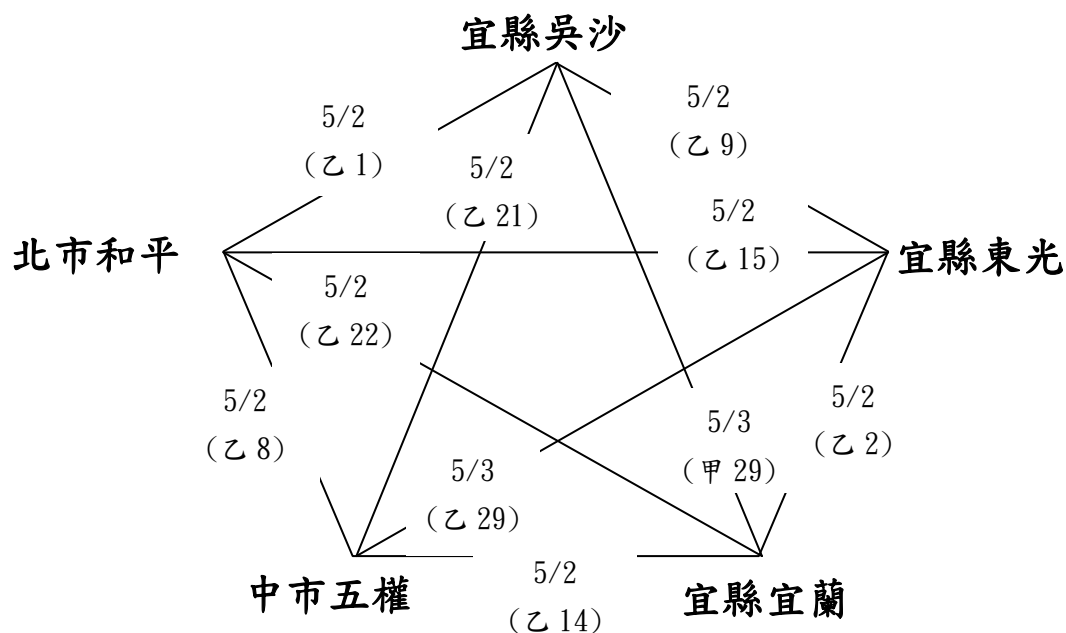 宜縣吳沙
5/2
(乙 1)
5/2
(乙 9)
5/2
(乙 21)
5/2
(乙 15)
北市和平
宜縣東光
5/2
(乙 22)
5/2
(乙 8)
5/2
(乙 2)
5/3
(甲 29)
5/3
(乙 29)
5/2
(乙 14)
中市五權
宜縣宜蘭